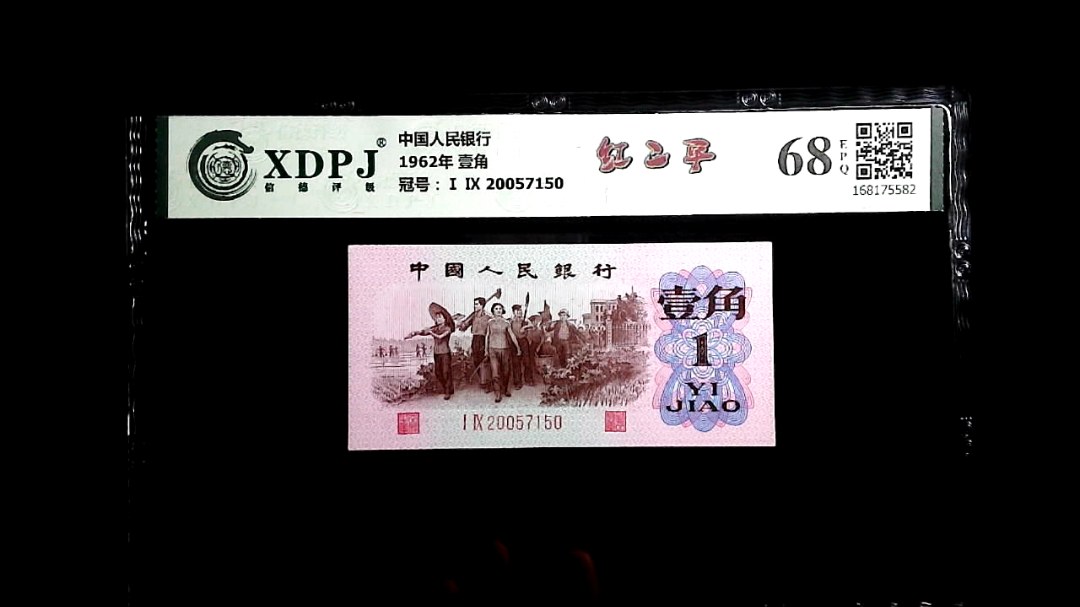 XDPJ®
信德评级
中国人民银行
1962年 壹角
冠号：I IX 20057150
红二平
68
EPQ
168175582
中國人民銀行
壹角
1
YI
JIAO
I IX 20057150